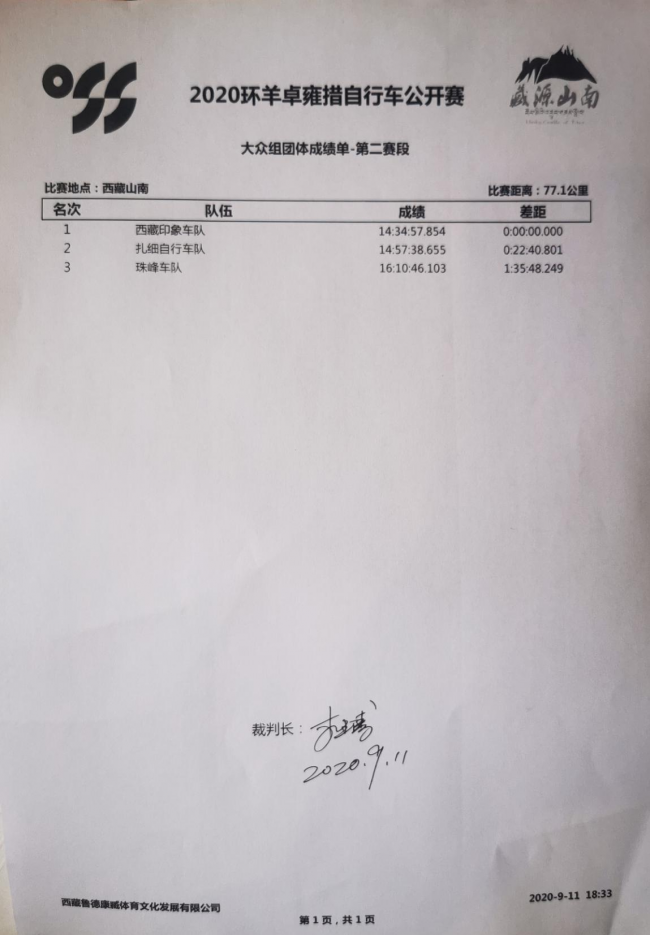 OSS
藏源山南
2020环羊卓雍措自行车公开赛
大众组团体成绩单-第二赛段
比赛地点：西藏山南 比赛距离：77.1公里
名次 队伍 成绩 差距
1 西藏印象车队 14:34:57.854 0:00:00.000
2 扎细自行车队 14:57:38.655 0:22:40.801
3 珠峰车队 16:10:46.103 1:35:48.249
裁判长：
2020.9.11
西藏鲁德康臧体育文化发展有限公司 2020-9-11 18:33
第1页，共1页